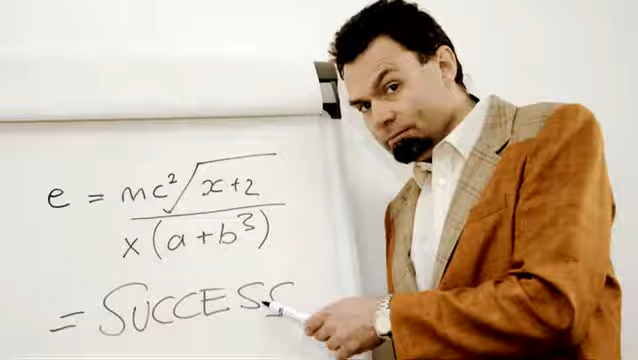 e = mc²√x+2
x(a+b³)
= SUCCESS